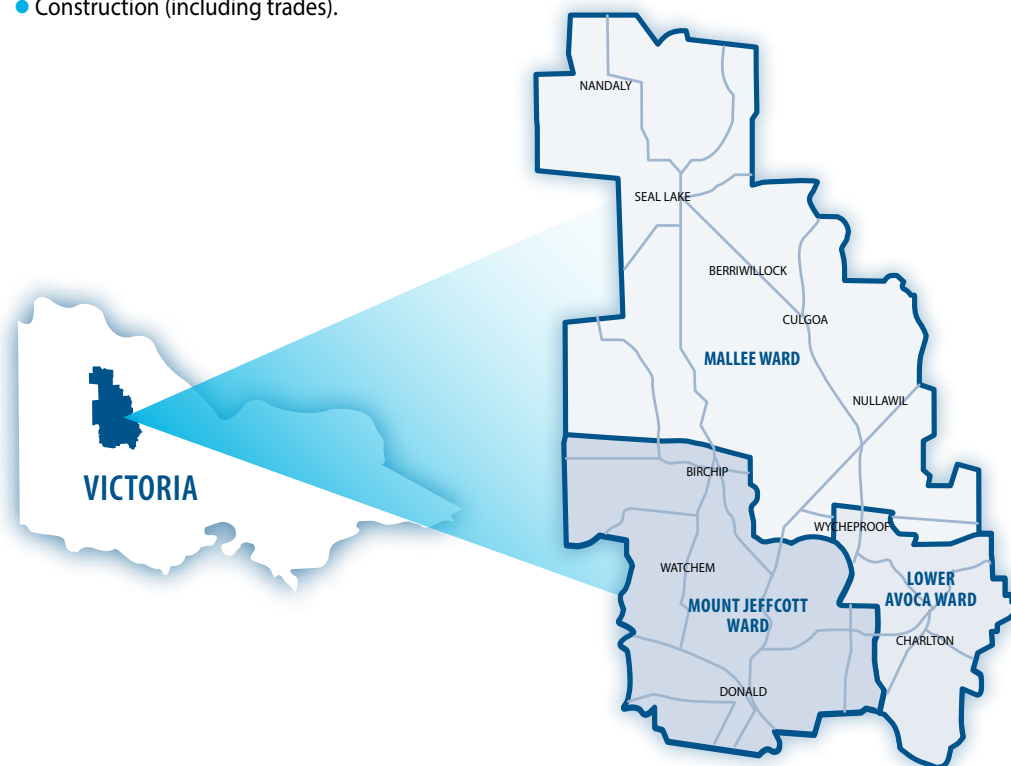 • Construction (including trades).
NANDALY
SEAL LAKE
BERRIWILLOCK
CULGOA
MALLEE WARD
NULLAWIL
BIRCHIP
VICTORIA
WYCHEPROOF
WATCHEM
LOWER
AVOCA WARD
MOUNT JEFFCOTT
WARD
CHARLTON
DONALD